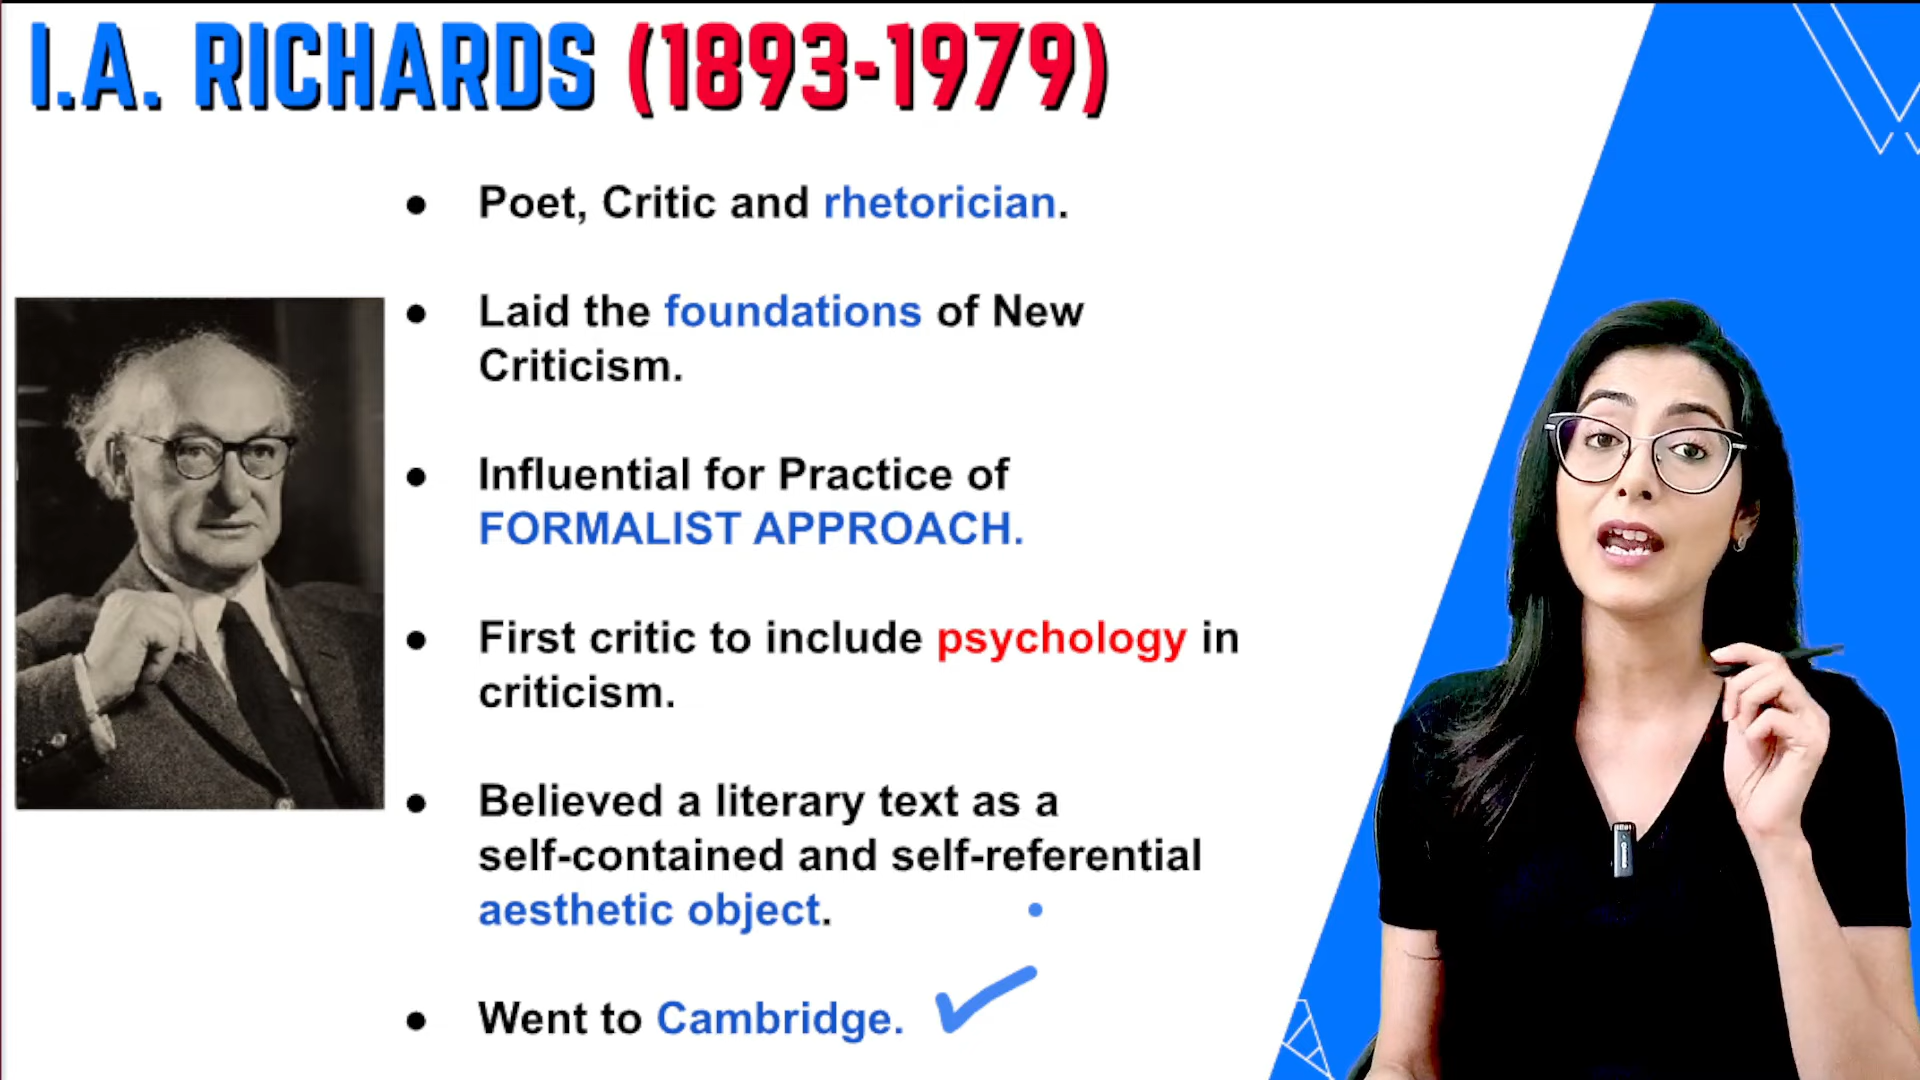 I.A. RICHARDS (1893-1979)
● Poet, Critic and rhetorician.
● Laid the foundations of New
Criticism.
● Influential for Practice of
FORMALIST APPROACH.
● First critic to include psychology in
criticism.
● Believed a literary text as a
self-contained and self-referential
aesthetic object.
● Went to Cambridge.